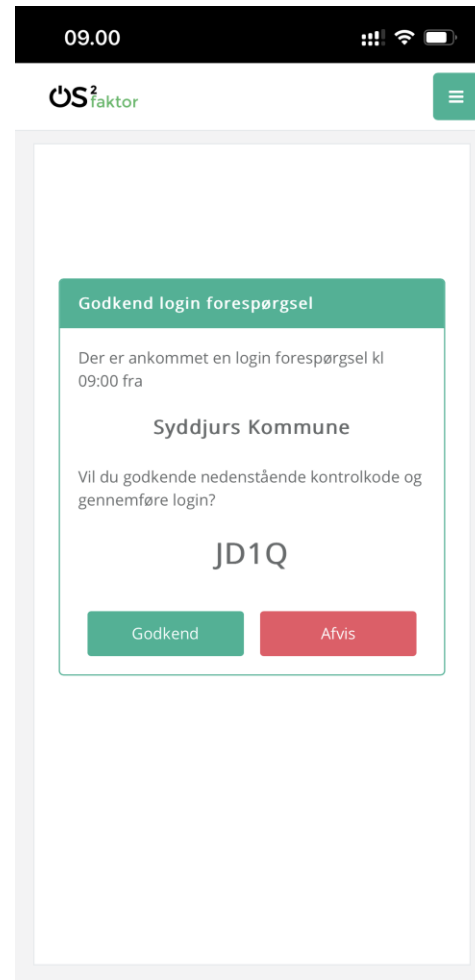 09.00
OS2faktor
Godkend login forespørgsel
Der er ankommet en login forespørgsel kl
09:00 fra
Syddjurs Kommune
Vil du godkende nedenstående kontrolkode og
gennemføre login?
JD1Q
Godkend Afvis